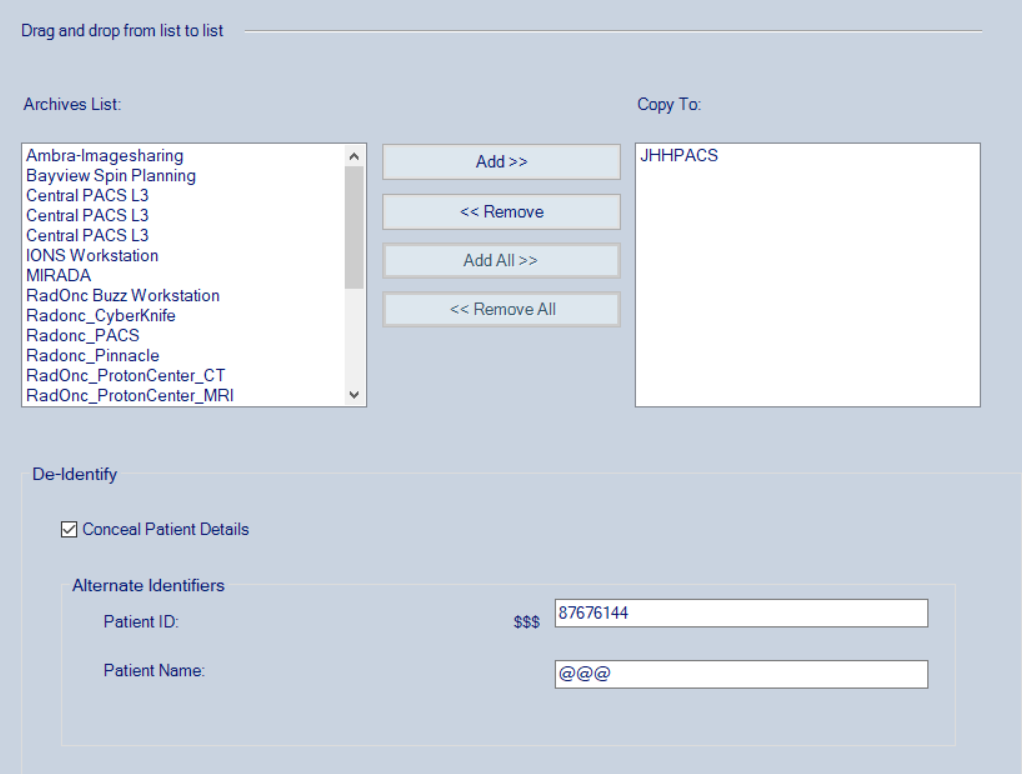 Drag and drop from list to list
Archives List:
Copy To:
Ambra-Imagesharing
Bayview Spin Planning
Central PACS L3
Central PACS L3
Central PACS L3
IONS Workstation
MIRADA
RadOnc Buzz Workstation
Radonc_CyberKnife
Radonc_PACS
Radonc_Pinnacle
RadOnc_ProtonCenter_CT
RadOnc_ProtonCenter_MRI
Add >>
<< Remove
Add All >>
<< Remove All
JHHPACS
De-Identify
Conceal Patient Details
Alternate Identifiers
Patient ID: $$$ 87676144
Patient Name: @@@